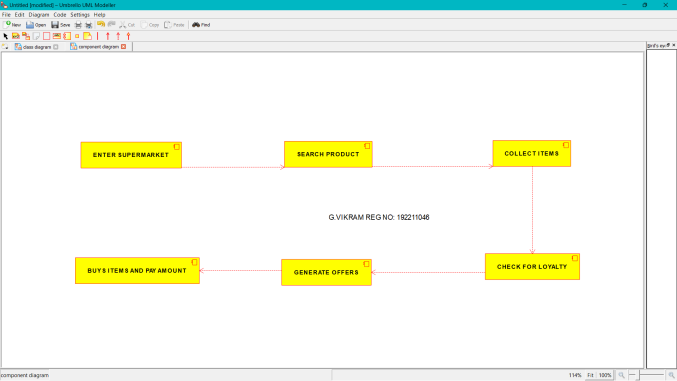 Untitled [modified] - Umbrello UML Modeller
File Edit Diagram Code Settings Help
New Open Save Cut Copy Paste Find
class diagram component diagram
Bird's ey
ENTER SUPERMARKET SEARCH PRODUCT COLLECT ITEMS
G.VIKRAM REG NO: 192211046
BUYS ITEMS AND PAY AMOUNT GENERATE OFFERS CHECK FOR LOYALTY
component diagram 114% Fit 100%